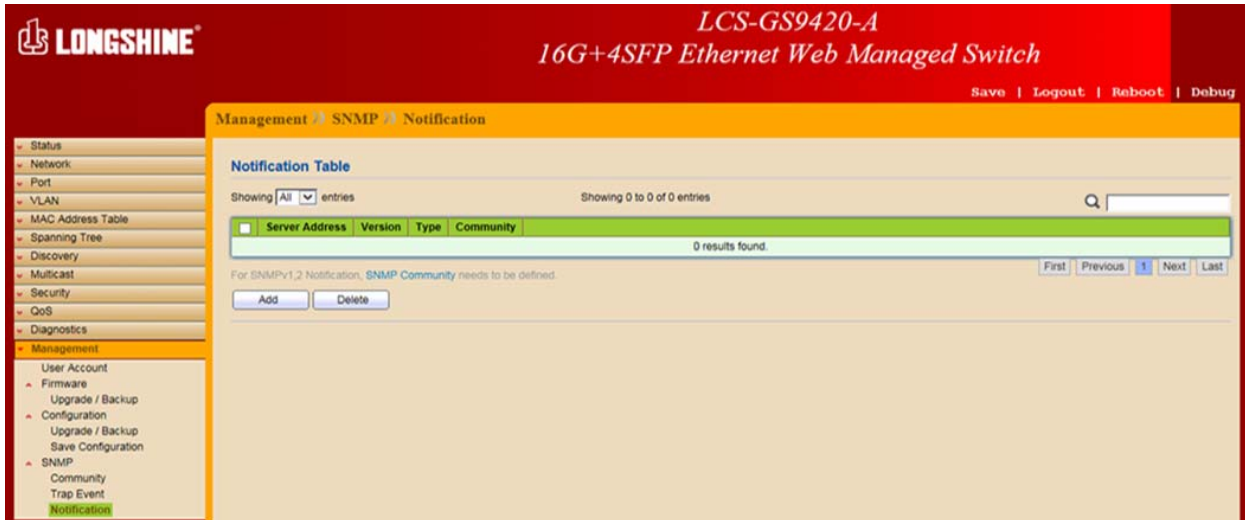 LONGSHINE®
LCS-GS9420-A
16G+4SFP Ethernet Web Managed Switch
Save | Logout | Reboot | Debug
Management SNMP Notification
Status
Network
Port
VLAN
MAC Address Table
Spanning Tree
Discovery
Multicast
Security
QoS
Diagnostics
Management
User Account
Firmware
Upgrade / Backup
Configuration
Upgrade / Backup
Save Configuration
SNMP
Community
Trap Event
Notification
Notification Table
Showing All entries
Showing 0 to 0 of 0 entries
Server Address Version Type Community
0 results found.
First Previous 1 Next Last
For SNMPv1,2 Notification, SNMP Community needs to be defined.
Add Delete